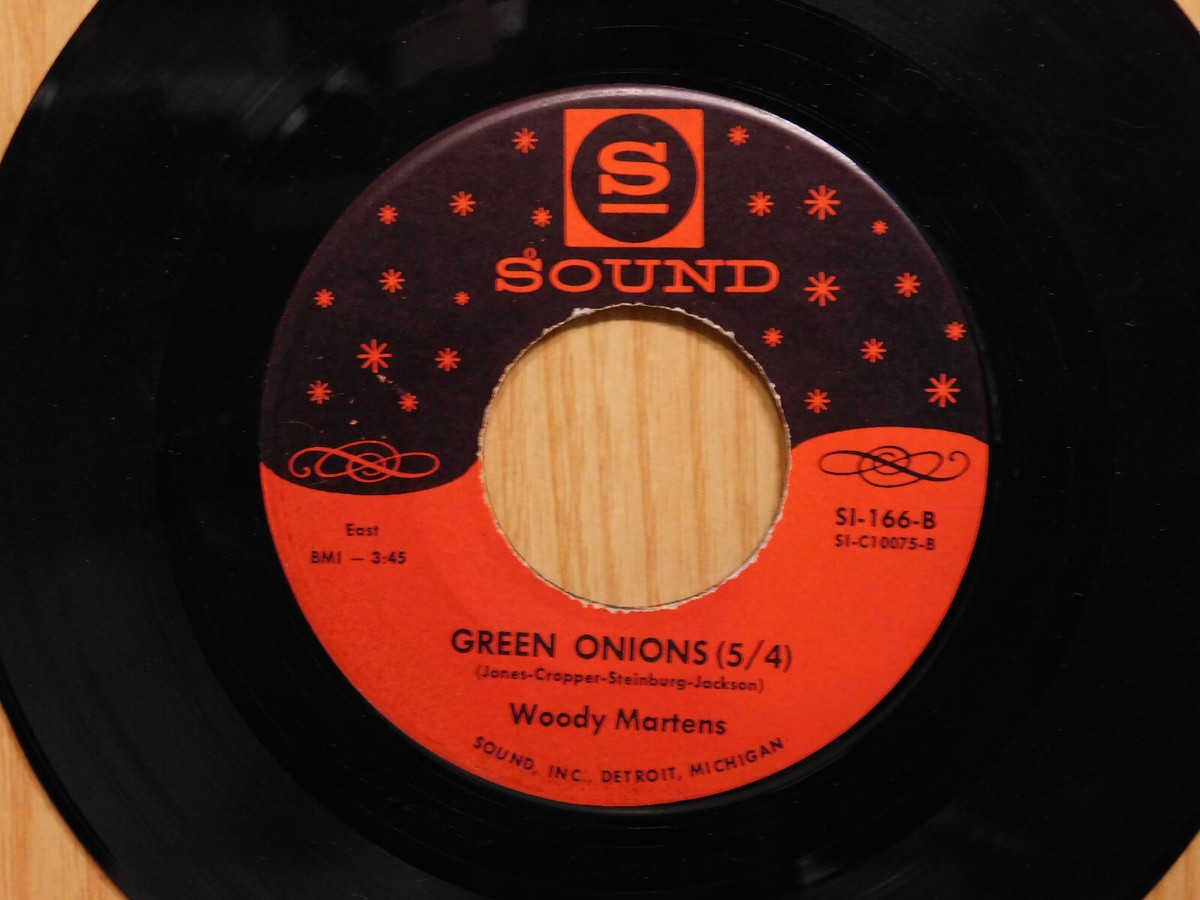 S
SOUND
East
BMI — 3:45
SI-166-B
SI-C10075-B
GREEN ONIONS (5/4)
(Jones-Cropper-Steinburg-Jackson)
Woody Martens
SOUND, INC., DETROIT, MICHIGAN